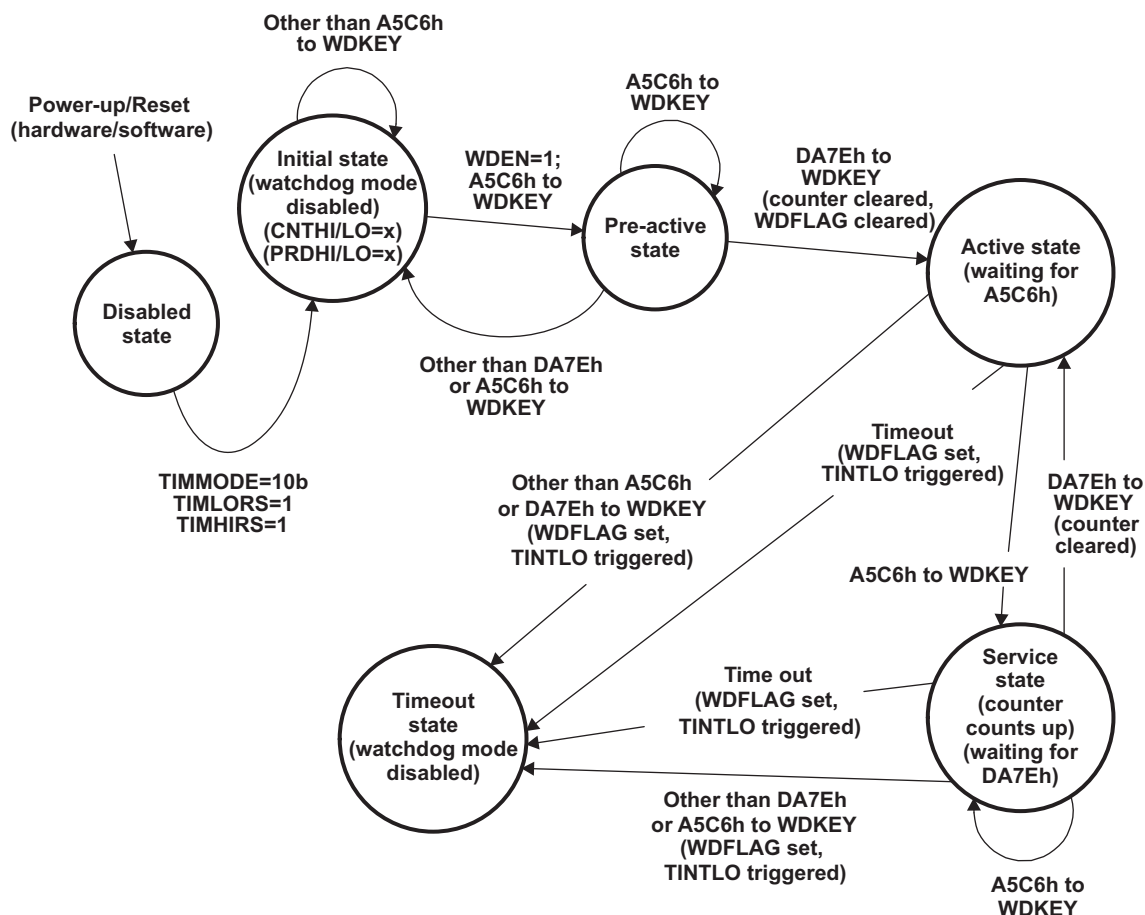 Other than A5C6h
to WDKEY
Power-up/Reset
(hardware/software)
Initial state
(watchdog mode
disabled)
(CNTHI/LO=x)
(PRDHI/LO=x)
WDEN=1;
A5C6h to
WDKEY
A5C6h to
WDKEY
Pre-active
state
DA7Eh to
WDKEY
(counter cleared,
WDFLAG cleared)
Active state
(waiting for
A5C6h)
Disabled
state
Other than DA7Eh
or A5C6h to
WDKEY
TIMMODE=10b
TIMLORS=1
TIMHIRS=1
Timeout
(WDFLAG set,
TINTLO triggered)
DA7Eh to
WDKEY
(counter
cleared)
Other than A5C6h
or DA7Eh to WDKEY
(WDFLAG set,
TINTLO triggered)
A5C6h to WDKEY
Timeout
state
(watchdog mode
disabled)
Time out
(WDFLAG set,
TINTLO triggered)
Service
state
(counter
counts up)
(waiting for
DA7Eh)
Other than DA7Eh
or A5C6h to WDKEY
(WDFLAG set,
TINTLO triggered)
A5C6h to
WDKEY